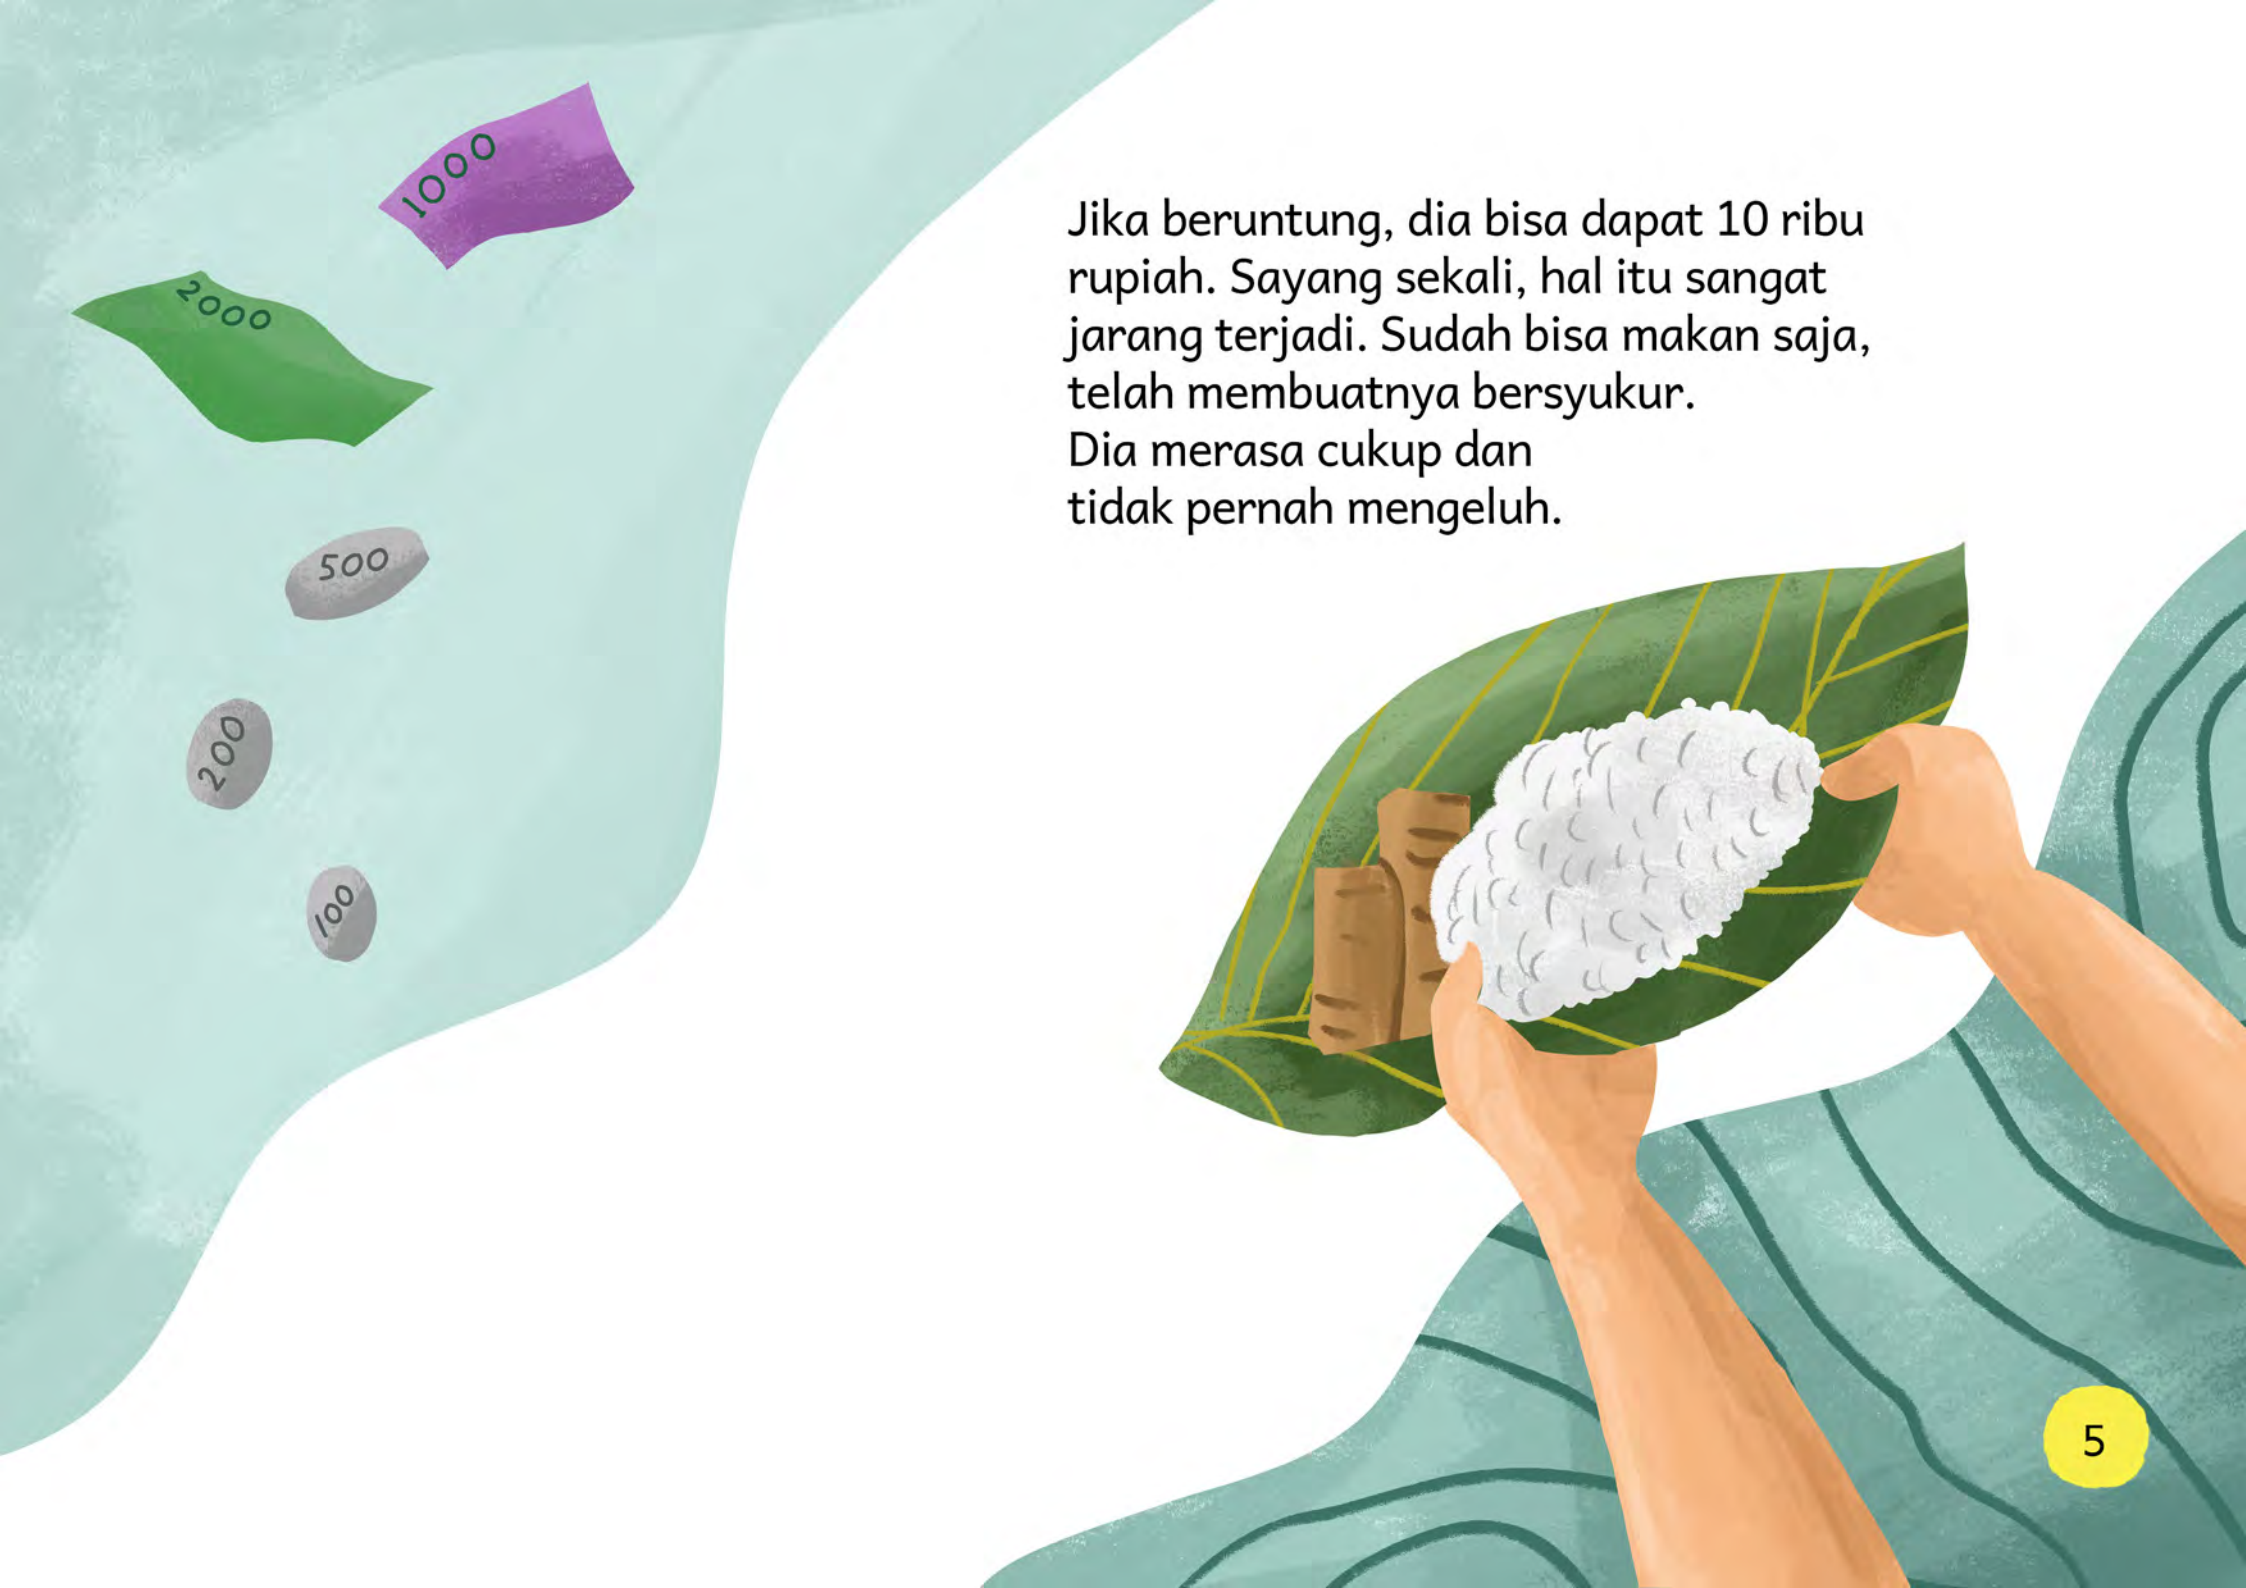 1000
2000
500
200
100
Jika beruntung, dia bisa dapat 10 ribu
rupiah. Sayang sekali, hal itu sangat
jarang terjadi. Sudah bisa makan saja,
telah membuatnya bersyukur.
Dia merasa cukup dan
tidak pernah mengeluh.
5